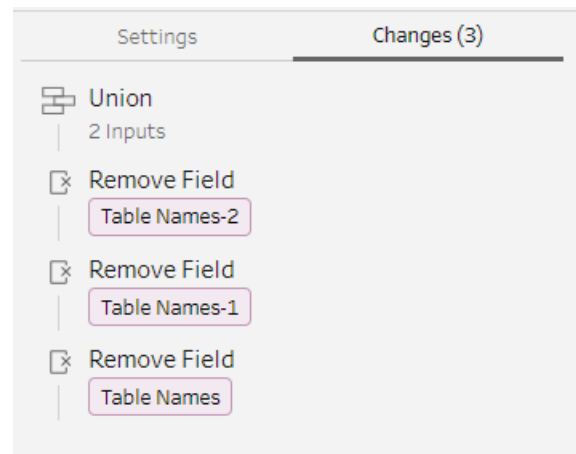 Settings Changes (3)
Union
2 Inputs
Remove Field
Table Names-2
Remove Field
Table Names-1
Remove Field
Table Names